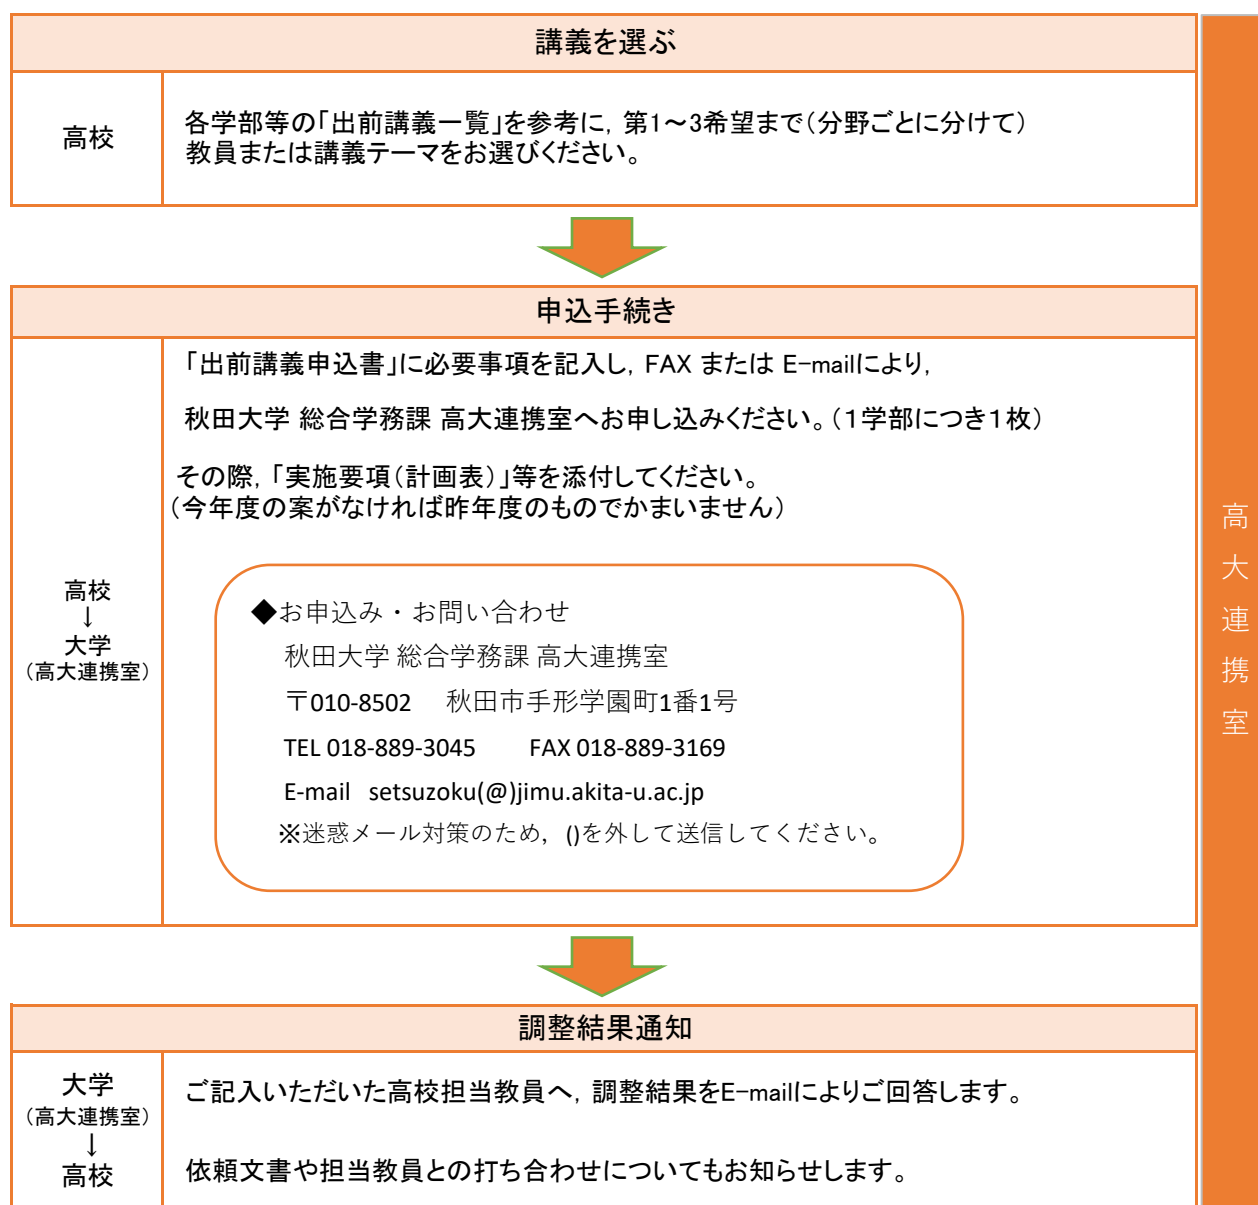 講義を選ぶ
高校
各学部等の「出前講義一覧」を参考に，第1～3希望まで（分野ごとに分けて）
教員または講義テーマをお選びください。
申込手続き
高校
↓
大学
（高大連携室）
「出前講義申込書」に必要事項を記入し，FAX または E-mailにより，
秋田大学 総合学務課 高大連携室へお申し込みください。（１学部につき１枚）
その際，「実施要項（計画表）」等を添付してください。
（今年度の案がなければ昨年度のものでかまいません）
◆お申込み・お問い合わせ
秋田大学 総合学務課 高大連携室
〒010-8502 秋田市手形学園町1番1号
TEL 018-889-3045 FAX 018-889-3169
E-mail setsuzoku(@)jimu.akita-u.ac.jp
※迷惑メール対策のため，()を外して送信してください。
調整結果通知
大学
（高大連携室）
↓
高校
ご記入いただいた高校担当教員へ，調整結果をE-mailによりご回答します。
依頼文書や担当教員との打ち合わせについてもお知らせします。
高大連携室